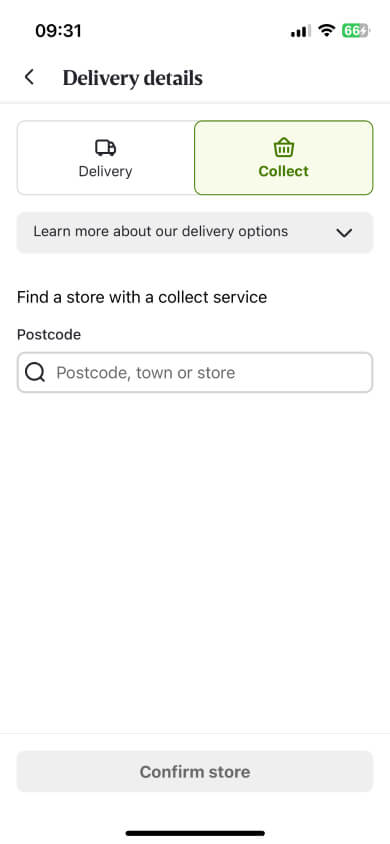 09:31
66
Delivery details
Delivery
Collect
Learn more about our delivery options
Find a store with a collect service
Postcode
Postcode, town or store
Confirm store